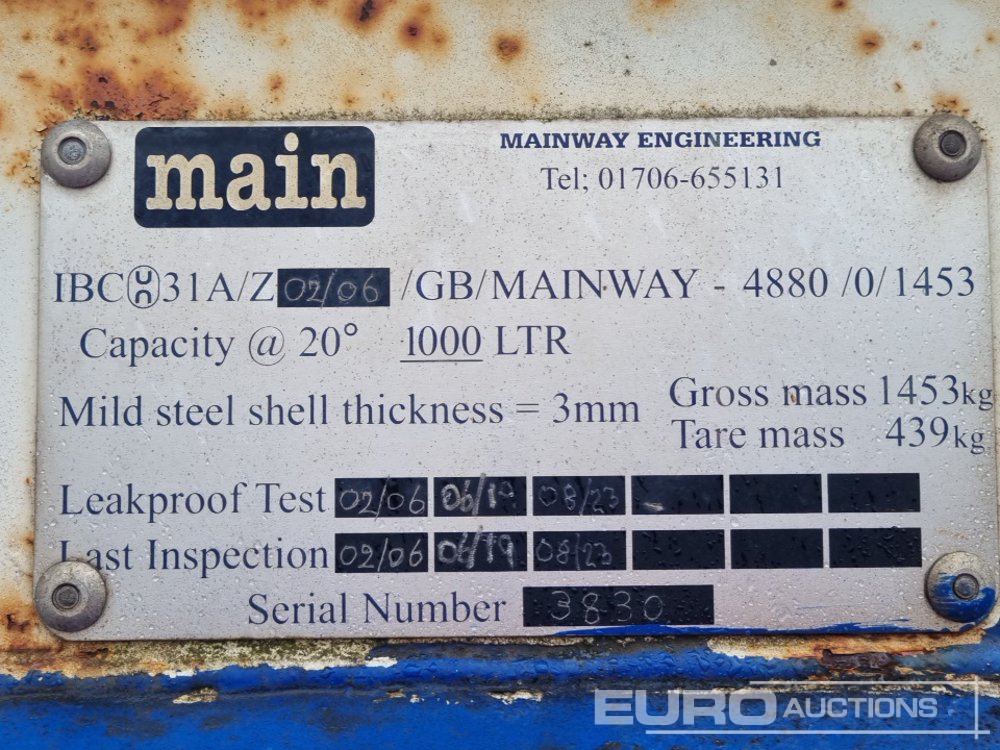 main
MAINWAY ENGINEERING
Tel; 01706-655131
IBC UN 31A/Z 02/06 /GB/MAINWAY - 4880 /0/1453
Capacity @ 20° 1000 LTR
Mild steel shell thickness = 3mm
Gross mass 1453kg
Tare mass 439kg
Leakproof Test 02/06 06/19 08/23
Last Inspection 02/06 06/19 08/23
Serial Number 3830
EURO AUCTIONS